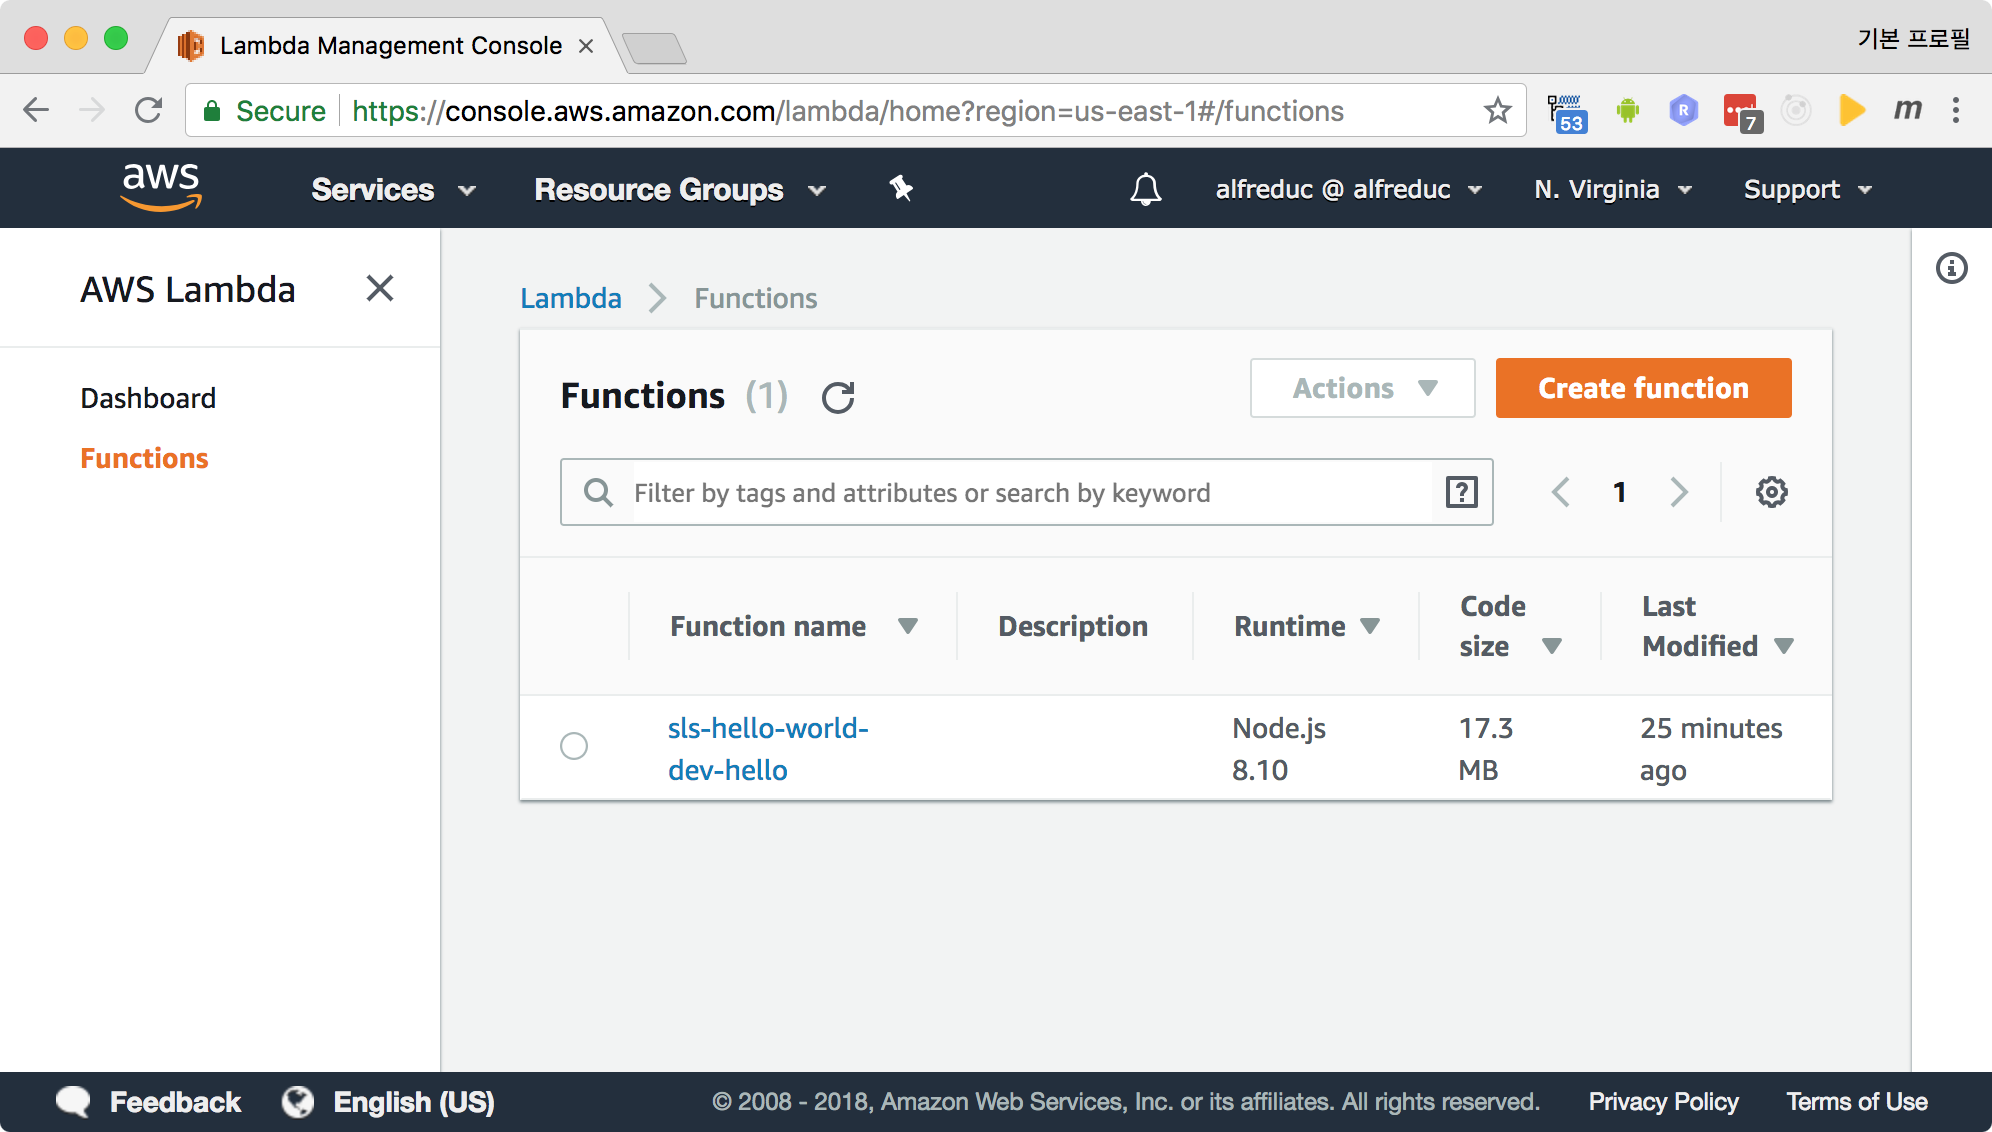 Lambda Management Console
기본 프로필
Secure https://console.aws.amazon.com/lambda/home?region=us-east-1#/functions
53
R
7
m
aws Services Resource Groups alfreduc @ alfreduc N. Virginia Support
AWS Lambda
Dashboard
Functions
Lambda Functions
Functions (1) Actions Create function
Filter by tags and attributes or search by keyword ? 1
Function name Description Runtime Code size Last Modified
sls-hello-world-dev-hello Node.js 8.10 17.3 MB 25 minutes ago
Feedback English (US) © 2008 - 2018, Amazon Web Services, Inc. or its affiliates. All rights reserved. Privacy Policy Terms of Use